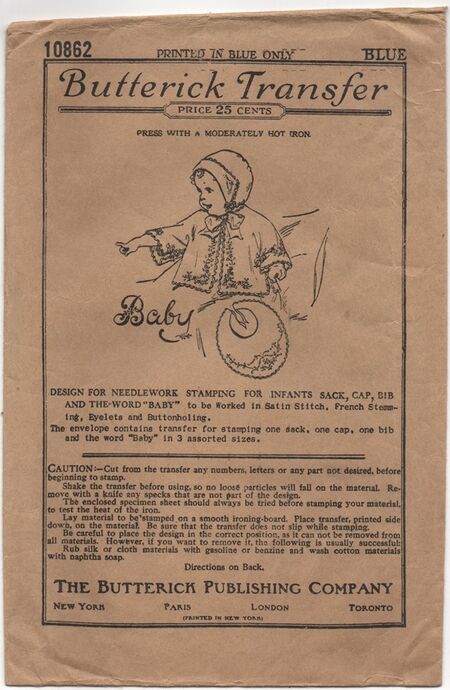 10862
PRINTED IN BLUE ONLY
BLUE
Butterick Transfer
PRICE 25 CENTS
PRESS WITH A MODERATELY HOT IRON.
Baby
DESIGN FOR NEEDLEWORK STAMPING FOR INFANTS SACK, CAP, BIB
AND THE WORD "BABY" to be Worked in Satin Stitch, French Stemm-
ing, Eyelets and Buttonholing.
The envelope contains transfer for stamping one sack, one cap, one bib
and the word "Baby" in 3 assorted sizes.
CAUTION:—Cut from the transfer any numbers, letters or any part not desired, before
beginning to stamp.
Shake the transfer before using, so no loose particles will fall on the material. Re-
move with a knife any specks that are not part of the design.
The enclosed specimen sheet should always be tried before stamping your material,
to test the heat of the iron.
Lay material to be stamped on a smooth ironing-board. Place transfer, printed side
down, on the material. Be sure that the transfer does not slip while stamping.
Be careful to place the design in the correct position, as it can not be removed from
all materials. However, if you want to remove it, the following is usually successful:
Rub silk or cloth materials with gasoline or benzine and wash cotton materials
with naphtha soap.
Directions on Back.
THE BUTTERICK PUBLISHING COMPANY
NEW YORK PARIS LONDON TORONTO
(PRINTED IN NEW YORK)